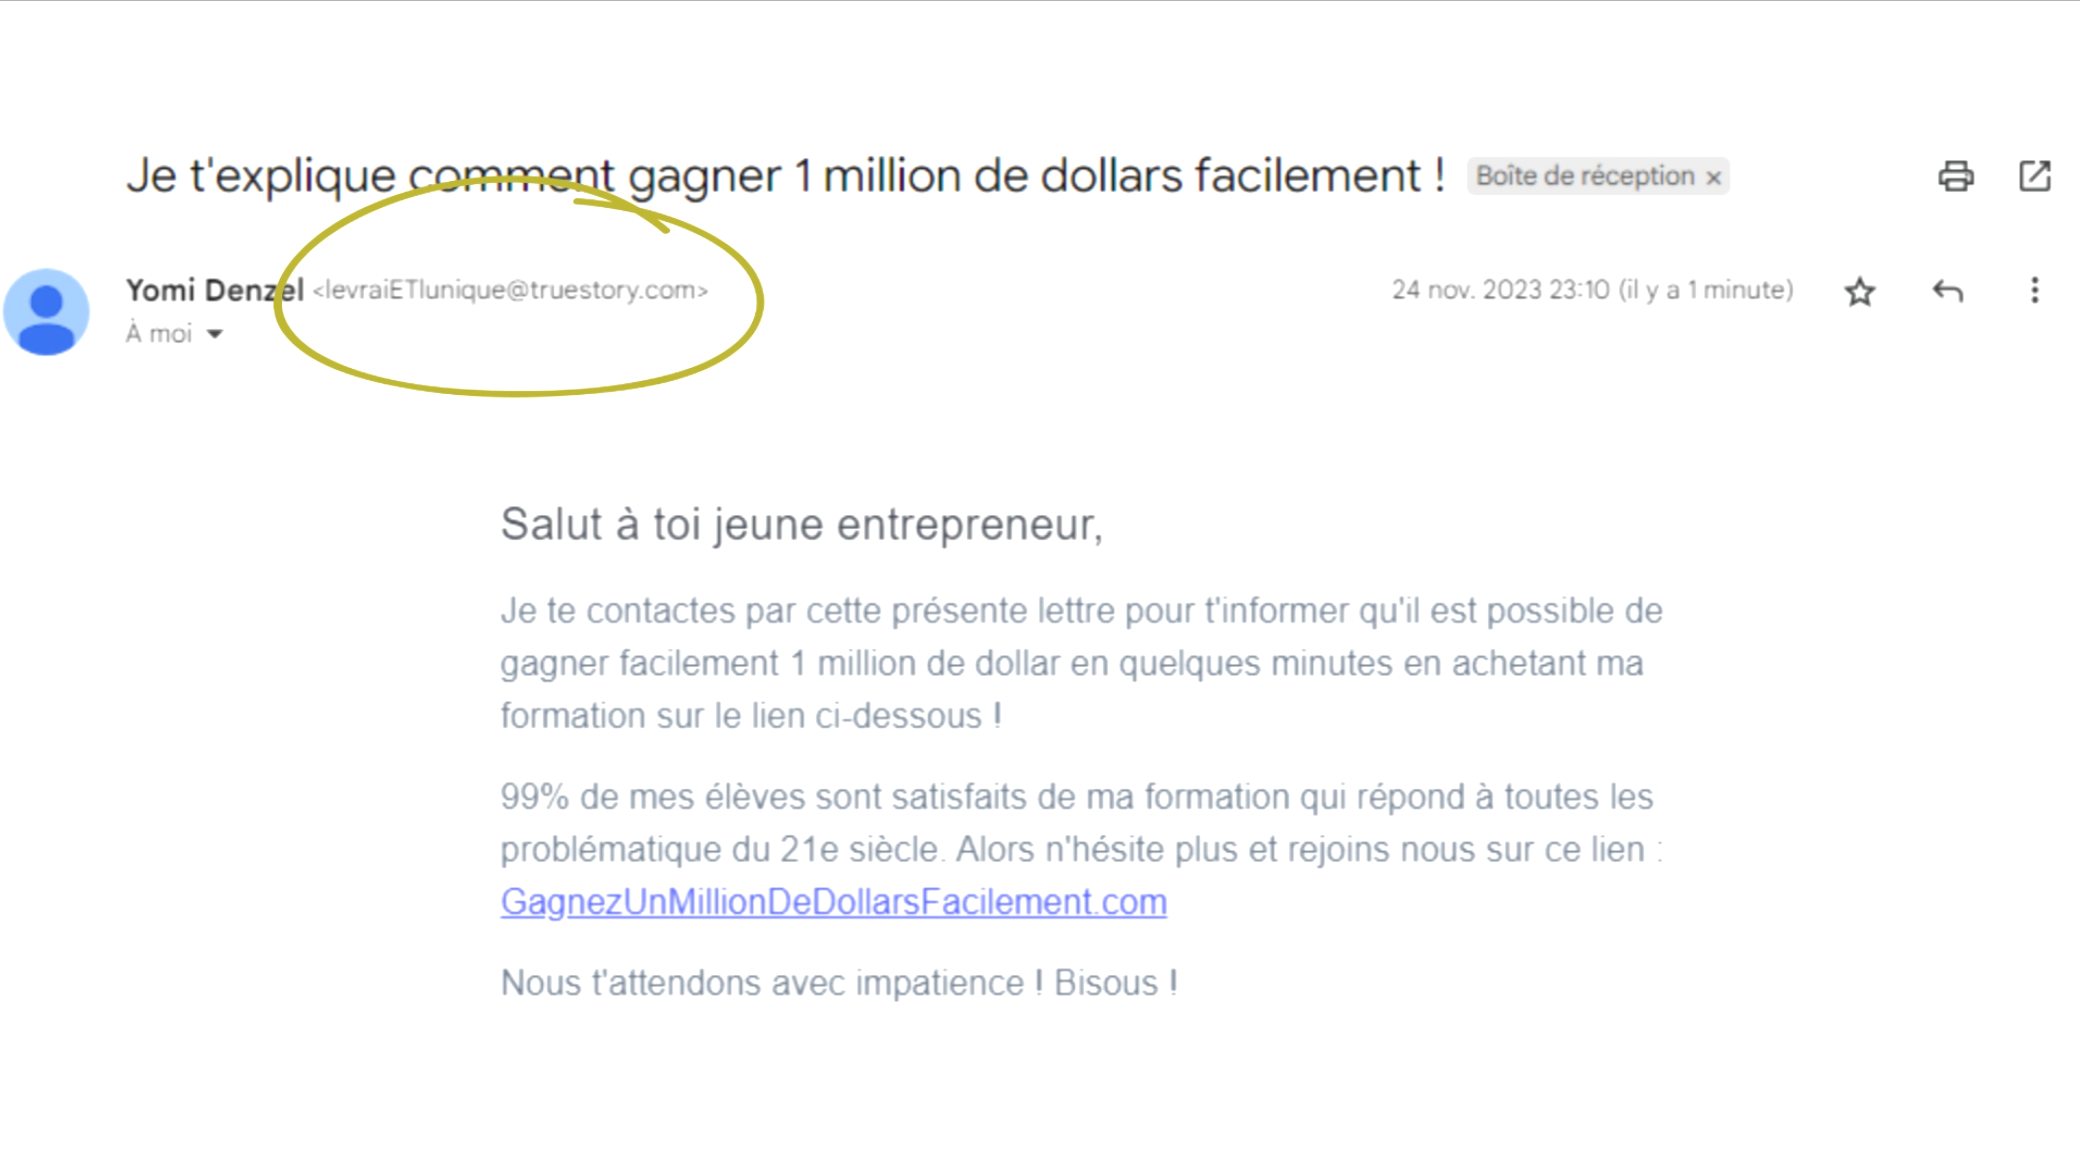 Je t'explique comment gagner 1 million de dollars facilement ! Boîte de réception ×
Yomi Denzel <levraiETlunique@truestory.com> 24 nov. 2023 23:10 (il y a 1 minute)
À moi
Salut à toi jeune entrepreneur,
Je te contactes par cette présente lettre pour t'informer qu'il est possible de
gagner facilement 1 million de dollar en quelques minutes en achetant ma
formation sur le lien ci-dessous !
99% de mes élèves sont satisfaits de ma formation qui répond à toutes les
problématique du 21e siècle. Alors n'hésite plus et rejoins nous sur ce lien :
GagnezUnMillionDeDollarsFacilement.com
Nous t'attendons avec impatience ! Bisous !